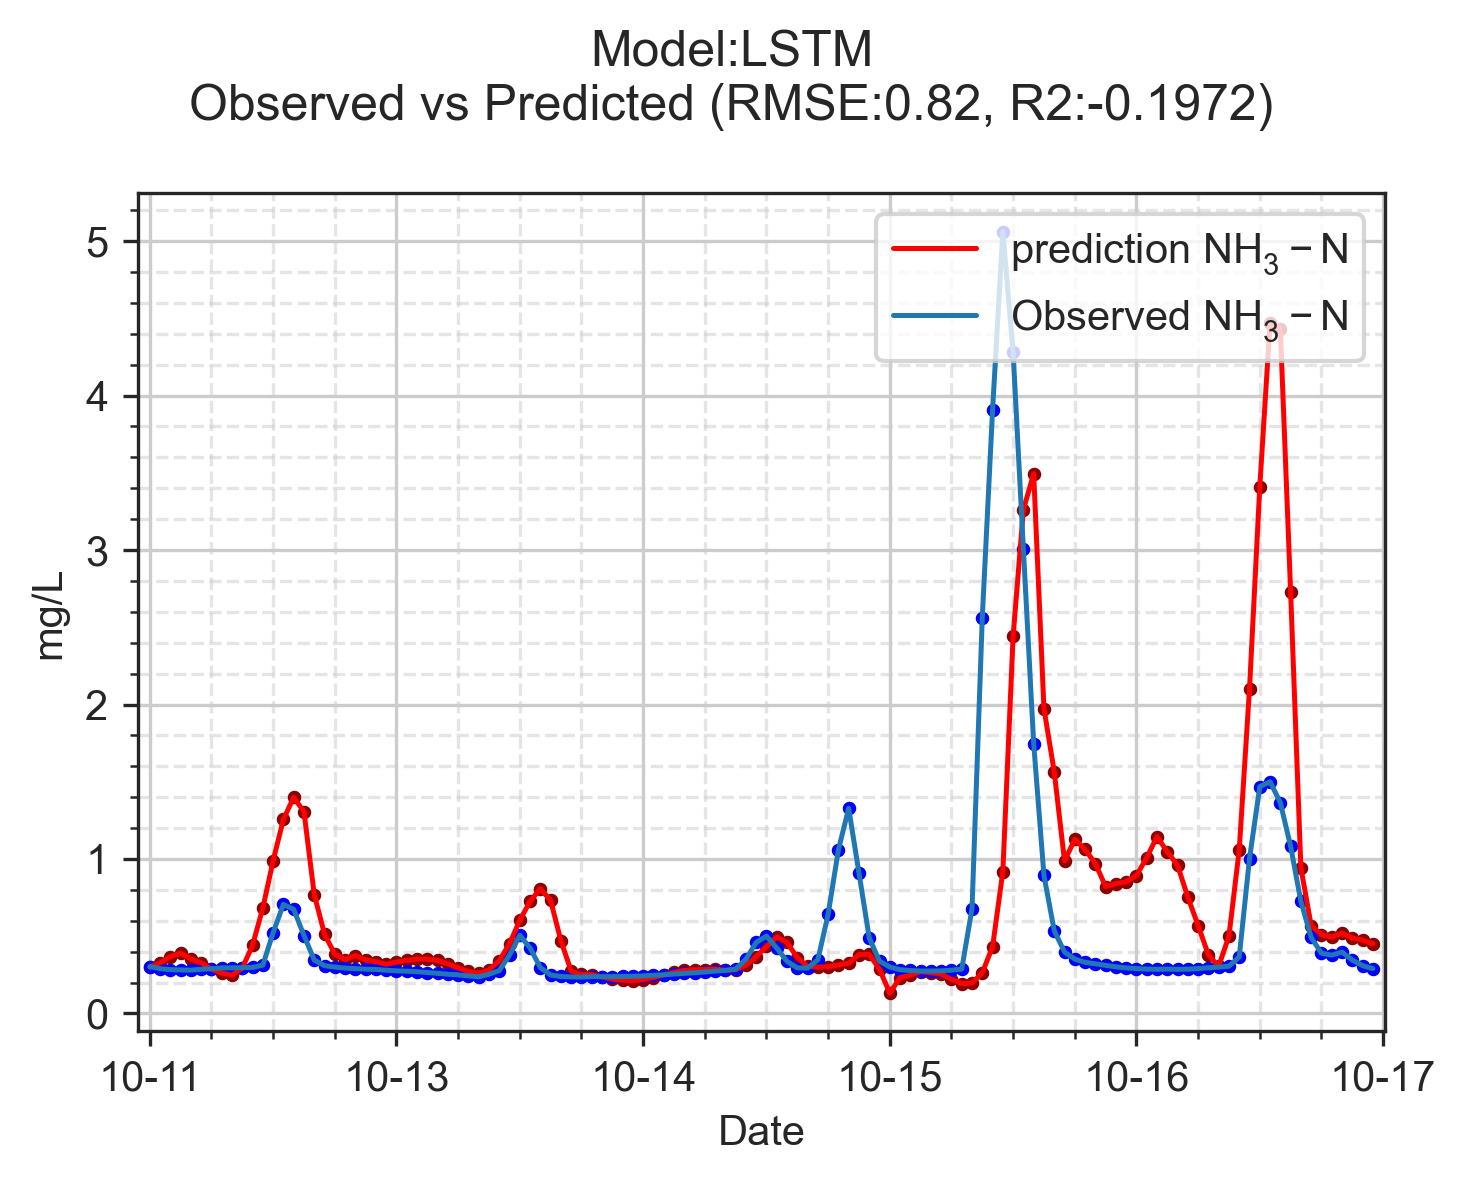 Model:LSTM
Observed vs Predicted (RMSE:0.82, R2:-0.1972)
prediction NH₃ − N
Observed NH₃ − N
5
4
3
2
1
0
mg/L
10-11 10-13 10-14 10-15 10-16 10-17
Date